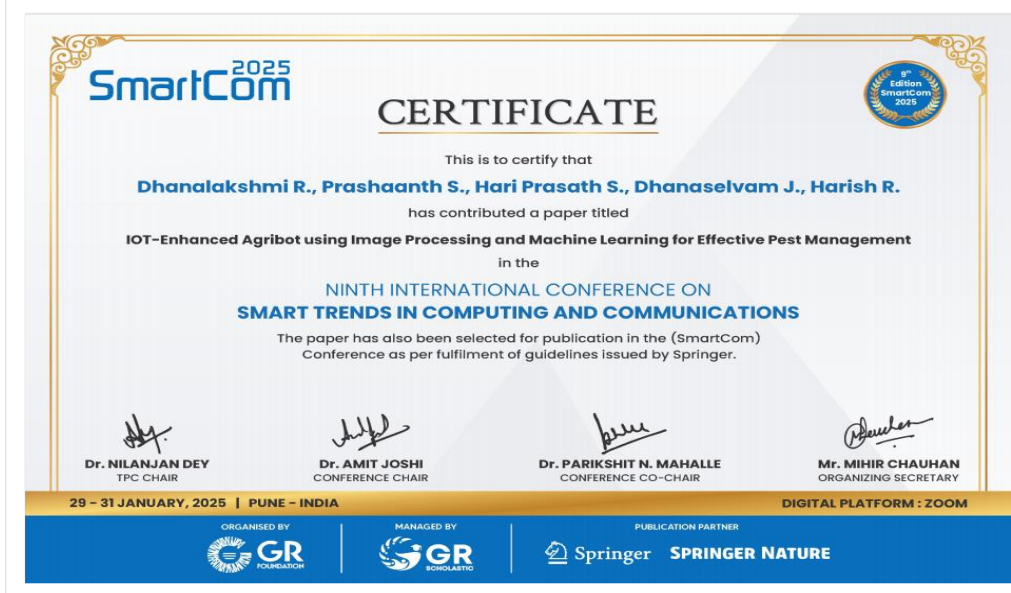 SmartCom 2025
9th
Edition
SmartCom
2025
CERTIFICATE
This is to certify that
Dhanalakshmi R., Prashaanth S., Hari Prasath S., Dhanaselvam J., Harish R.
has contributed a paper titled
IOT-Enhanced Agribot using Image Processing and Machine Learning for Effective Pest Management
in the
NINTH INTERNATIONAL CONFERENCE ON
SMART TRENDS IN COMPUTING AND COMMUNICATIONS
The paper has also been selected for publication in the (SmartCom)
Conference as per fulfilment of guidelines issued by Springer.
Dr. NILANJAN DEY
TPC CHAIR
Dr. AMIT JOSHI
CONFERENCE CHAIR
Dr. PARIKSHIT N. MAHALLE
CONFERENCE CO-CHAIR
Mr. MIHIR CHAUHAN
ORGANIZING SECRETARY
29 - 31 JANUARY, 2025 | PUNE - INDIA
DIGITAL PLATFORM : ZOOM
ORGANISED BY
GR
FOUNDATION
MANAGED BY
GR
SCHOLASTIC
PUBLICATION PARTNER
Springer SPRINGER NATURE